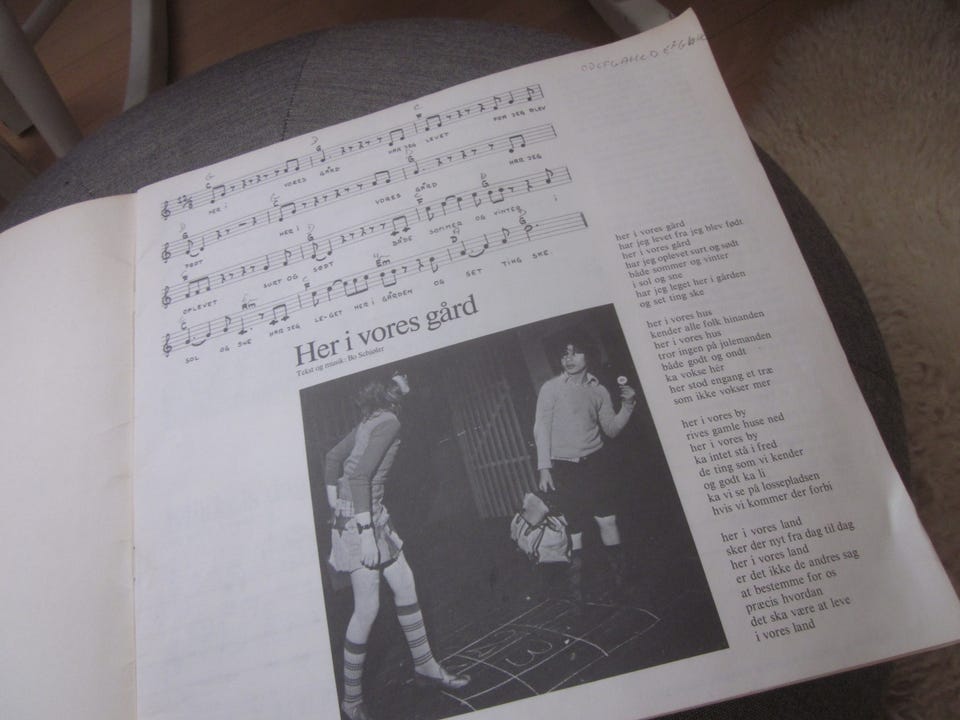 HER I VORES GÅRD HAR JEG LEVET FRA JEG BLEV
FØDT HER I VORES GÅRD HAR JEG
OPLEVET SURT OG SØDT BÅDE SOMMER OG VINTER I
SOL OG SNE HAR JEG LE-GET HER I GÅRDEN OG SET TING SKE.
Her i vores gård
Tekst og musik: Bo Schiøler
her i vores gård
har jeg levet fra jeg blev født
her i vores gård
har jeg oplevet surt og sødt
både sommer og vinter
i sol og sne
har jeg leget her i gården
og set ting ske
her i vores hus
kender alle folk hinanden
her i vores hus
tror ingen på julemanden
både godt og ondt
ka vokse hér
her stod engang et træ
som ikke vokser mer
her i vores by
rives gamle huse ned
her i vores by
ka intet stå i fred
de ting som vi kender
og godt ka li
ka vi se på lossepladsen
hvis vi kommer der forbi
her i vores land
sker der nyt fra dag til dag
her i vores land
er det ikke de andres sag
at bestemme for os
præcis hvordan
det ska være at leve
i vores land